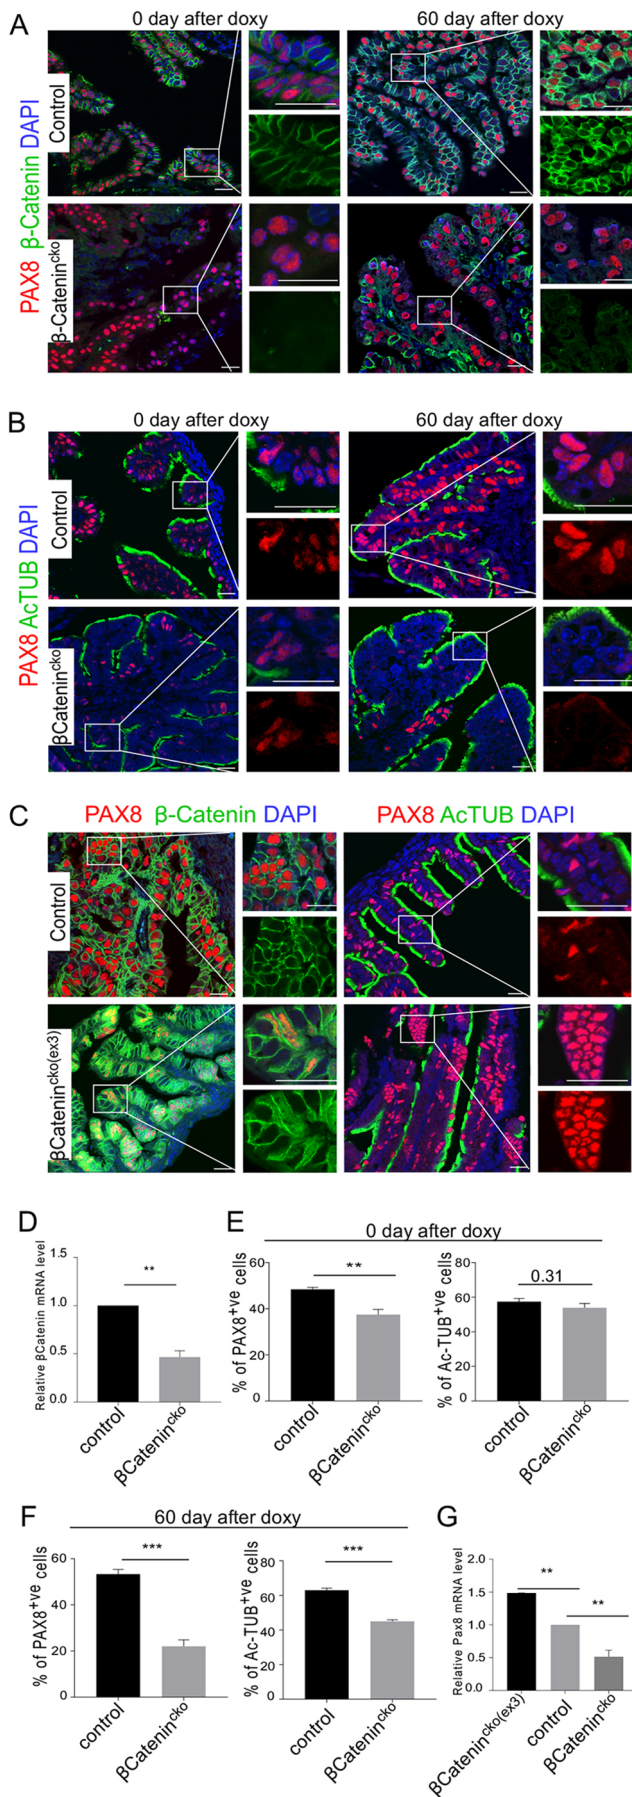 A
0 day after doxy
60 day after doxy
Control
PAX8 β-Catenin DAPI
β-Catenin^cko
B
0 day after doxy
60 day after doxy
Control
PAX8 AcTUB DAPI
βCatenin^cko
C
PAX8 β-Catenin DAPI
PAX8 AcTUB DAPI
Control
βCatenin^cko(ex3)
D
Relative βCatenin mRNA level
1.5
1.0
0.5
0.0
**
control
βCatenin^cko
E
0 day after doxy
% of PAX8^+ve cells
60
40
20
0
**
control
βCatenin^cko
% of Ac-TUB^+ve cells
80
60
40
20
0
0.31
control
βCatenin^cko
F
60 day after doxy
% of PAX8^+ve cells
60
40
20
0
***
control
βCatenin^cko
% of Ac-TUB^+ve cells
80
60
40
20
0
***
control
βCatenin^cko
G
Relative Pax8 mRNA level
2.0
1.5
1.0
0.5
0.0
**
**
βCatenin^cko(ex3)
control
βCatenin^cko